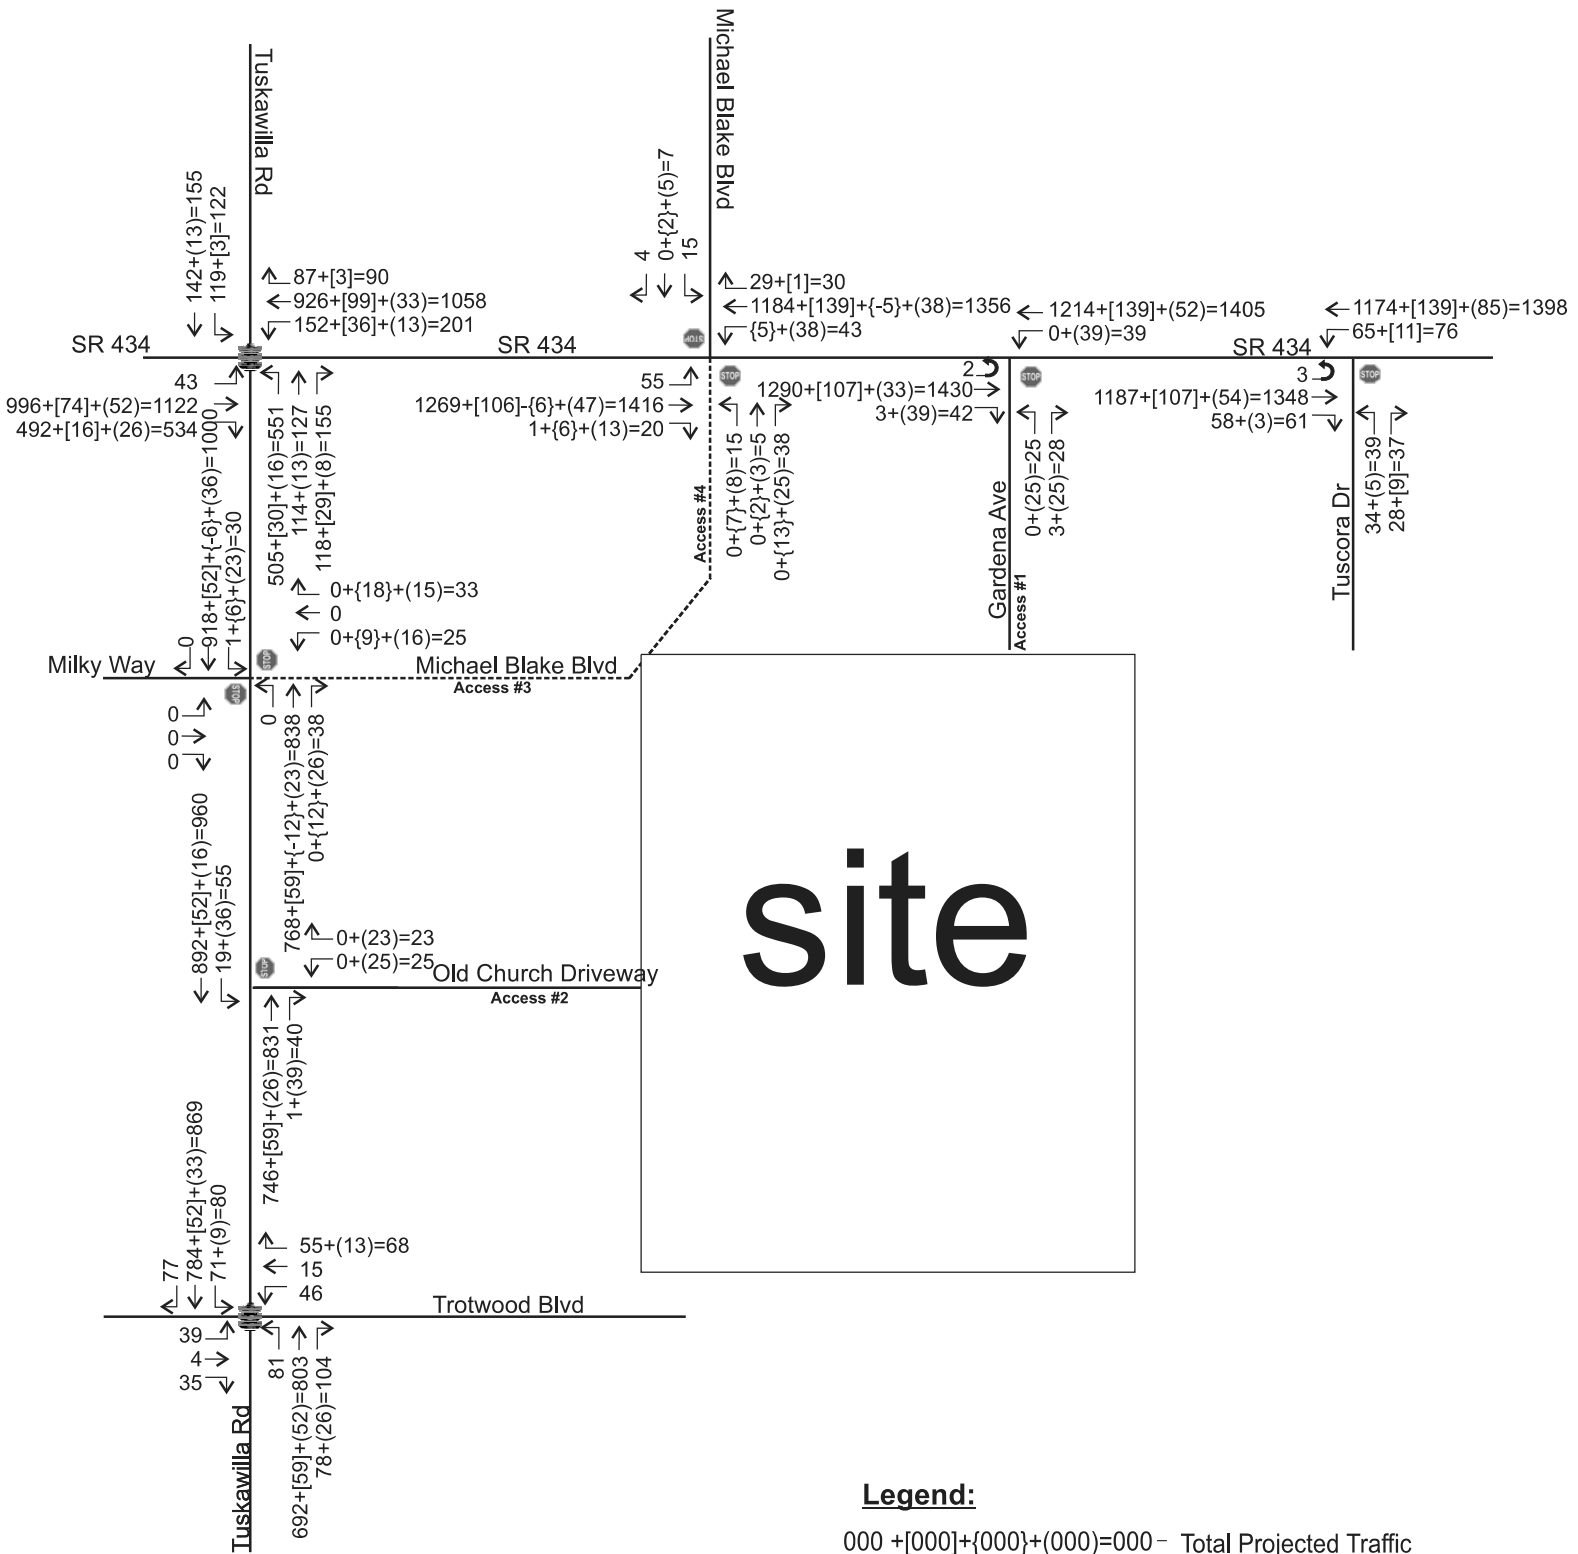 Tuskawilla Rd
Michael Blake Blvd
142+(13)=155
119+[3]=122
87+[3]=90
926+[99]+(33)=1058
152+[36]+(13)=201
4
0+{2}+(5)=7
15
29+[1]=30
1184+[139]+{-5}+(38)=1356
{5}+(38)=43
1214+[139]+(52)=1405
0+(39)=39
1174+[139]+(85)=1398
65+[11]=76
SR 434
SR 434
SR 434
STOP
43
996+[74]+(52)=1122
492+[16]+(26)=534
505+[30]+(16)=551
114+(13)=127
118+[29]+(8)=155
55
1269+[106]-{6}+(47)=1416
1+{6}+(13)=20
STOP
0+{7}+(8)=15
0+{2}+(3)=5
0+{13}+(25)=38
2
1290+[107]+(33)=1430
3+(39)=42
STOP
0+(25)=25
3+(25)=28
3
1187+[107]+(54)=1348
58+(3)=61
STOP
34+(5)=39
28+[9]=37
Access #4
Gardena Ave
Access #1
Tuscora Dr
0
918+[52]+{-6}+(36)=1000
1+{6}+(23)=30
0+{18}+(15)=33
0
0+{9}+(16)=25
STOP
Milky Way
Michael Blake Blvd
Access #3
STOP
0
0
0
0
768+[59]+{-12}+(23)=838
0+{12}+(26)=38
892+[52]+(16)=960
19+(36)=55
0+(23)=23
0+(25)=25
STOP
Old Church Driveway
Access #2
site
746+[59]+(26)=831
1+(39)=40
77
784+[52]+(33)=869
71+(9)=80
55+(13)=68
15
46
Trotwood Blvd
39
4
35
81
692+[59]+(52)=803
78+(26)=104
Tuskawilla Rd
Legend:
000 +[000]+{000}+(000)=000 – Total Projected Traffic